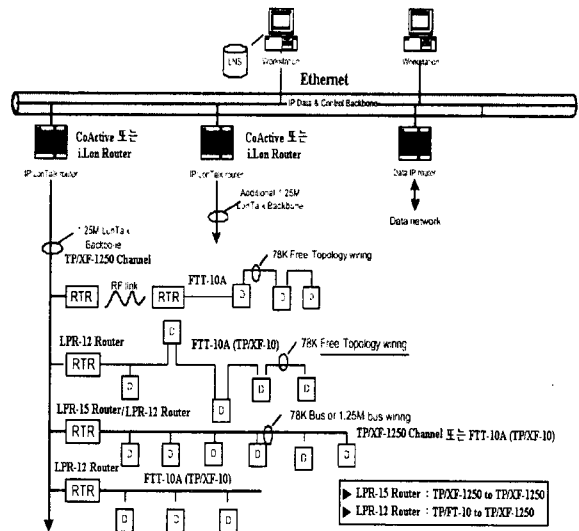 LNS
Workstation
Workstation
Ethernet
IP Data & Control Backbone
CoActive 또는
i.Lon Router
CoActive 또는
i.Lon Router
IP LonTalk router
IP LonTalk router
Data IP router
Additional 1.25M
LonTalk Backbone
Data network
1.25M LonTalk
Backbone
TP/XF-1250 Channel
78K Free Topology wiring
RF link
FTT-10A
RTR
RTR
D
D
D
LPR-12 Router
D
FTT-10A (TP/XF-10)
78K Free Topology wiring
RTR
D
D
D
D
LPR-15 Router/LPR-12 Router
78K Bus or 1.25M bus wiring
RTR
TP/XF-1250 Channel 또는 FTT-10A (TP/XF-10)
D
D
D
D
D
D
LPR-12 Router
FTT-10A (TP/XF-10)
RTR
D
D
D
▶ LPR-15 Router : TP/XF-1250 to TP/XF-1250
▶ LPR-12 Router : TP/FT-10 to TP/XF-1250